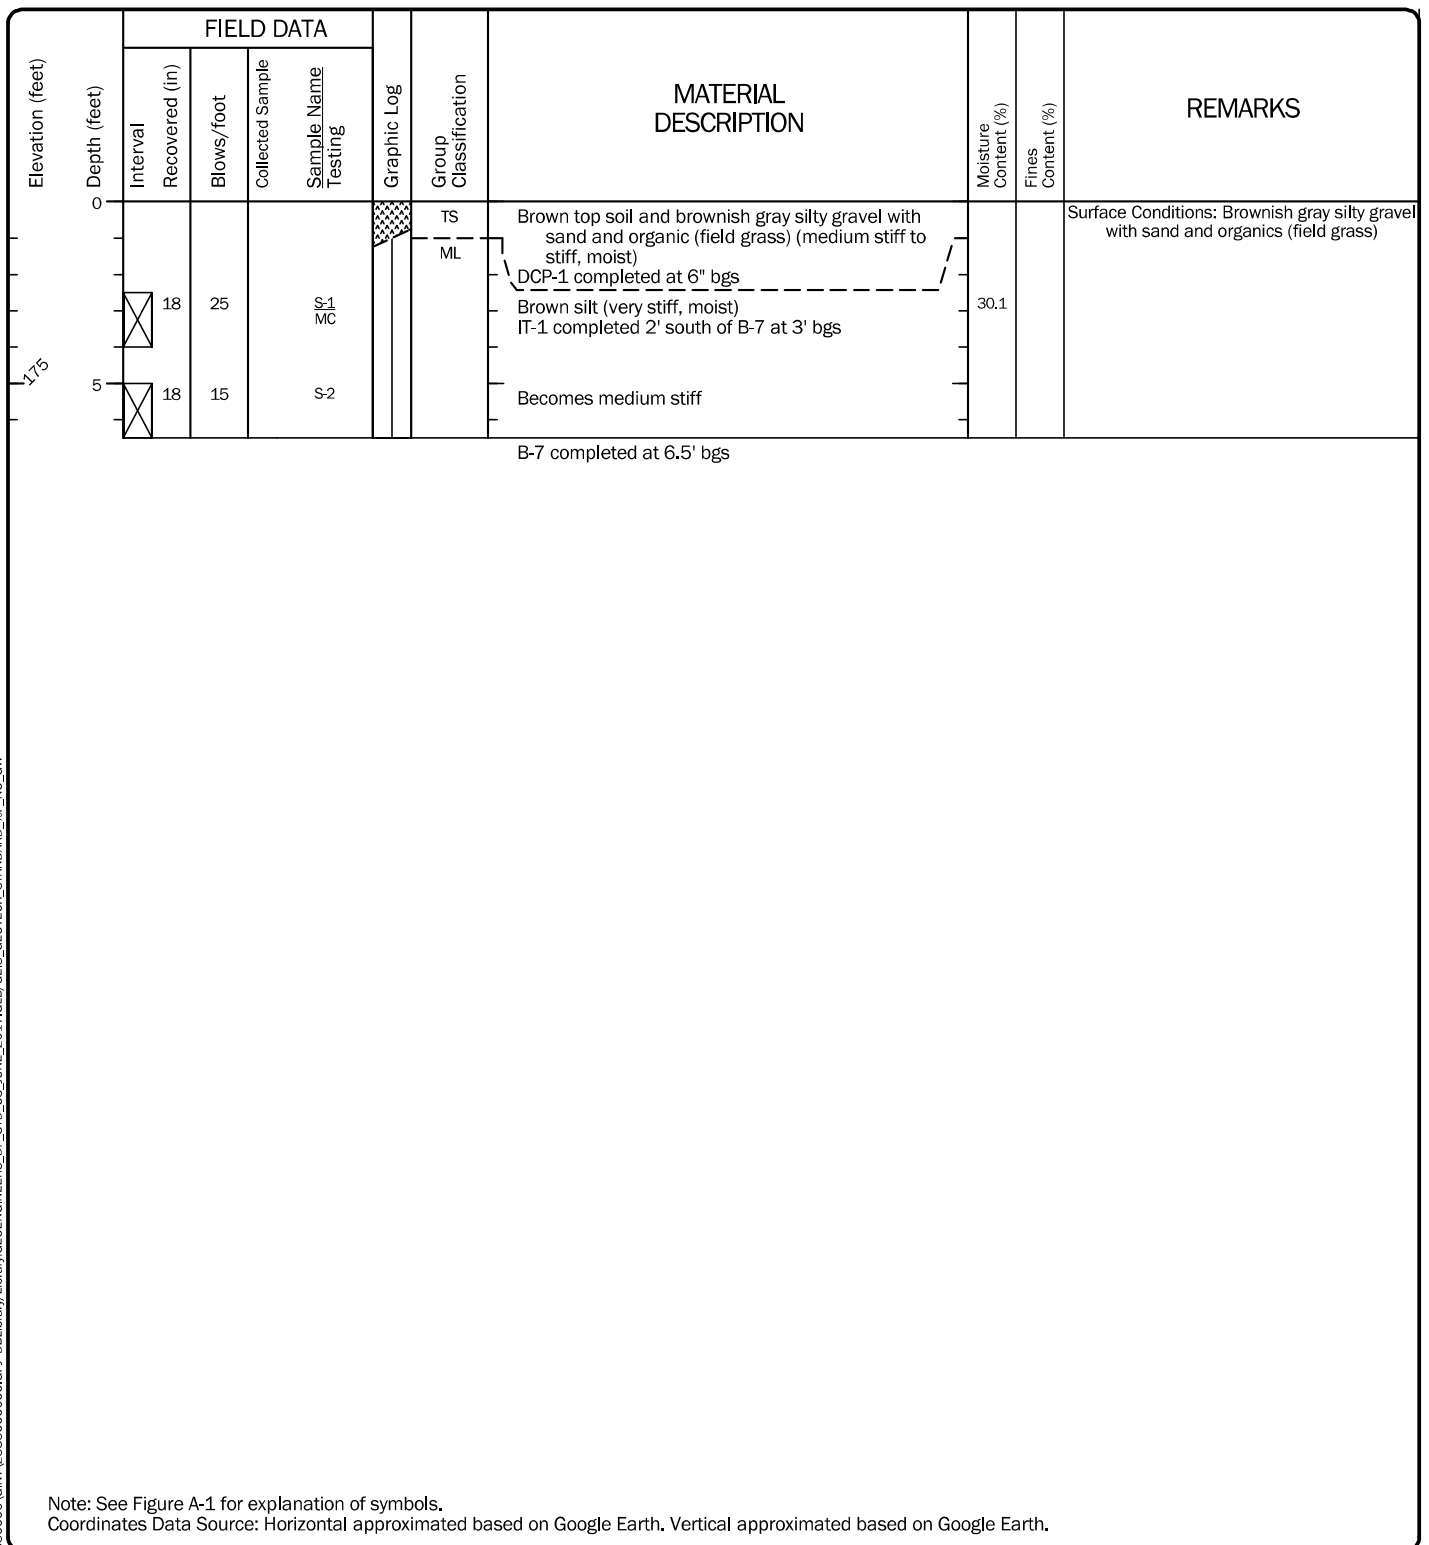 FIELD DATA
Elevation (feet)
Depth (feet)
Interval
Recovered (in)
Blows/foot
Collected Sample
Sample Name
Testing
Graphic Log
Group
Classification
MATERIAL
DESCRIPTION
Moisture
Content (%)
Fines
Content (%)
REMARKS
0
TS
Brown top soil and brownish gray silty gravel with
sand and organic (field grass) (medium stiff to
stiff, moist)
DCP-1 completed at 6" bgs
Surface Conditions: Brownish gray silty gravel
with sand and organics (field grass)
ML
18 25 S-1
MC
Brown silt (very stiff, moist)
IT-1 completed 2' south of B-7 at 3' bgs
30.1
175
5
18 15 S-2
Becomes medium stiff
B-7 completed at 6.5' bgs
Note: See Figure A-1 for explanation of symbols.
Coordinates Data Source: Horizontal approximated based on Google Earth. Vertical approximated based on Google Earth.